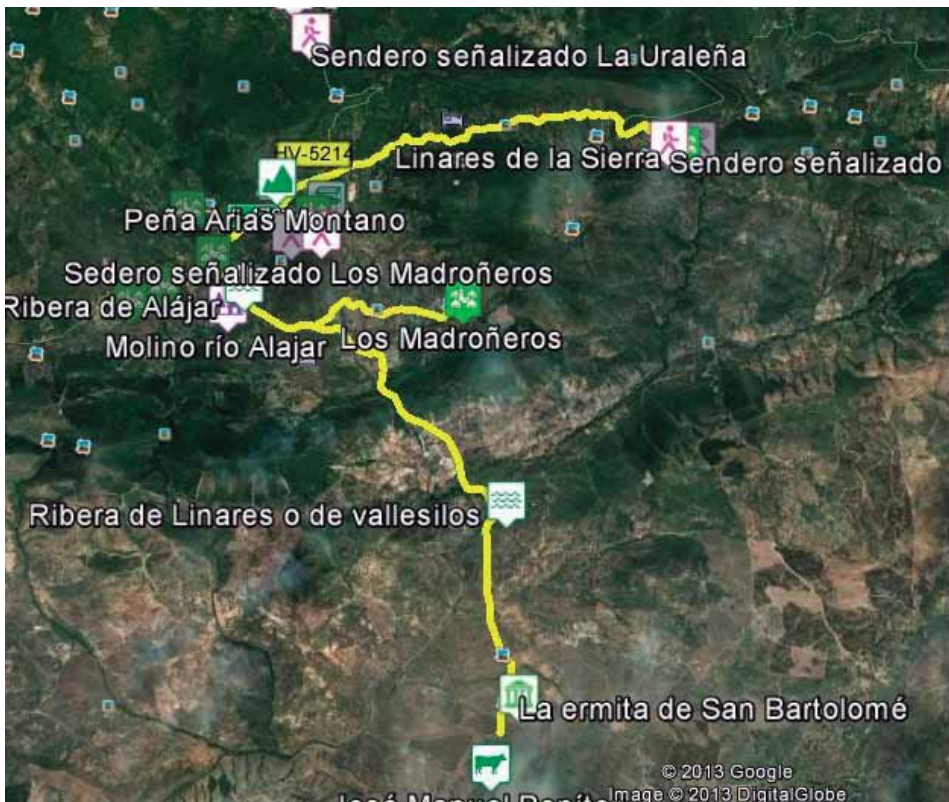 Sendero señalizado La Uraleña
HV-5214
Linares de la Sierra
Sendero señalizado
Peña Arias Montano
Sedero señalizado Los Madroñeros
Ribera de Alájar
Molino río Alajar
Los Madroñeros
Ribera de Linares o de vallesilos
La ermita de San Bartolomé
© 2013 Google
José Manuel
Image © 2013 DigitalGlobe